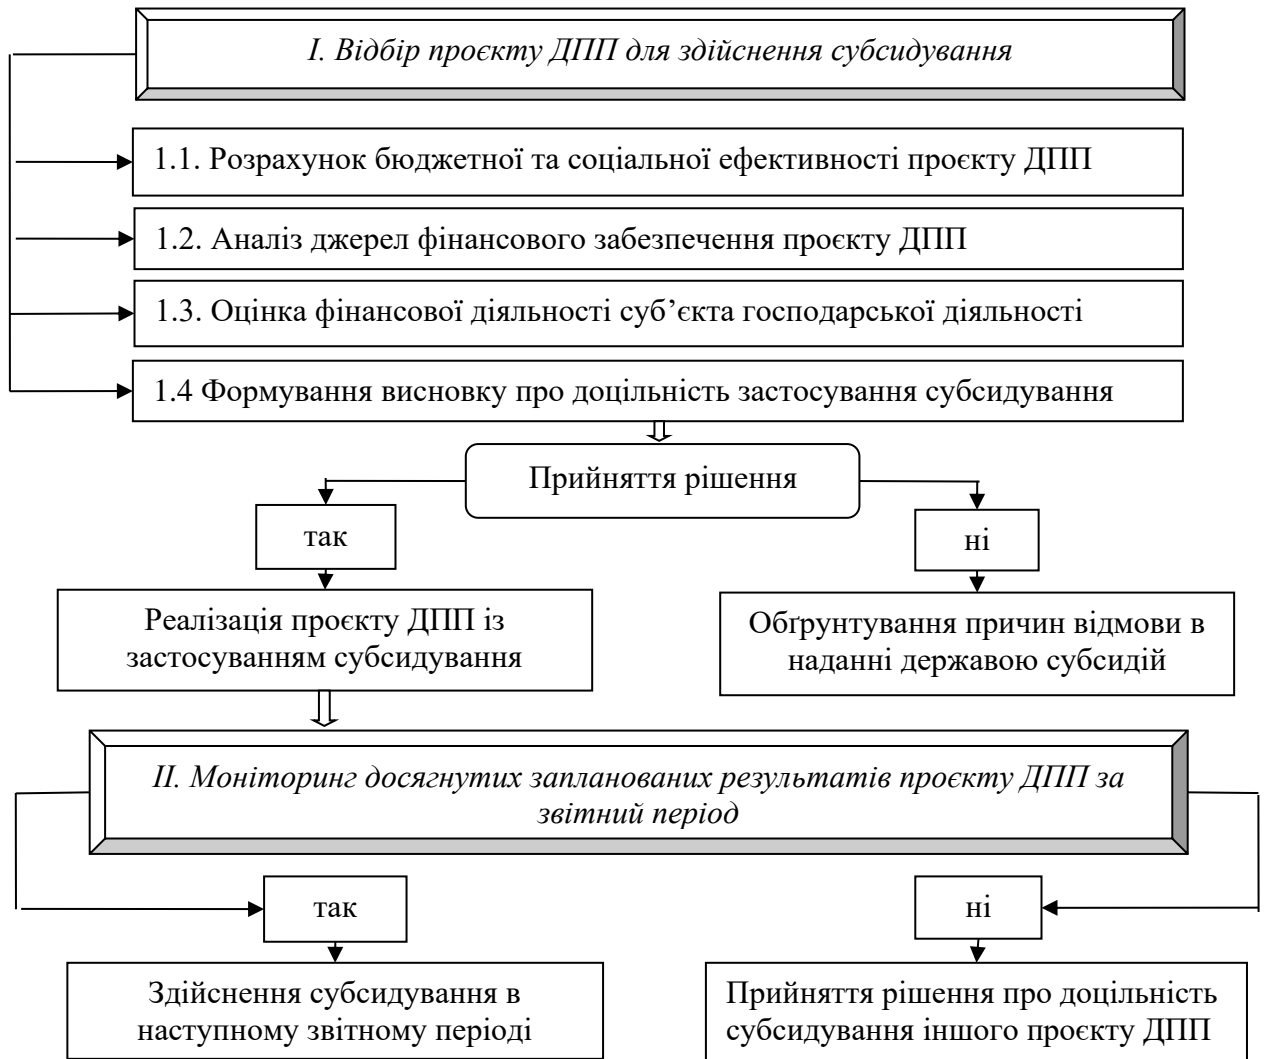 I. Відбір проєкту ДПП для здійснення субсидування
1.1. Розрахунок бюджетної та соціальної ефективності проєкту ДПП
1.2. Аналіз джерел фінансового забезпечення проєкту ДПП
1.3. Оцінка фінансової діяльності суб’єкта господарської діяльності
1.4 Формування висновку про доцільність застосування субсидування
Прийняття рішення
так
ні
Реалізація проєкту ДПП із
застосуванням субсидування
Обґрунтування причин відмови в
наданні державою субсидій
II. Моніторинг досягнутих запланованих результатів проєкту ДПП за
звітний період
так
ні
Здійснення субсидування в
наступному звітному періоді
Прийняття рішення про доцільність
субсидування іншого проєкту ДПП